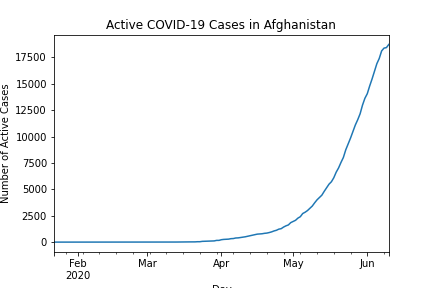 Active COVID-19 Cases in Afghanistan
Number of Active Cases
17500
15000
12500
10000
7500
5000
2500
0
Feb
2020
Mar
Apr
May
Jun